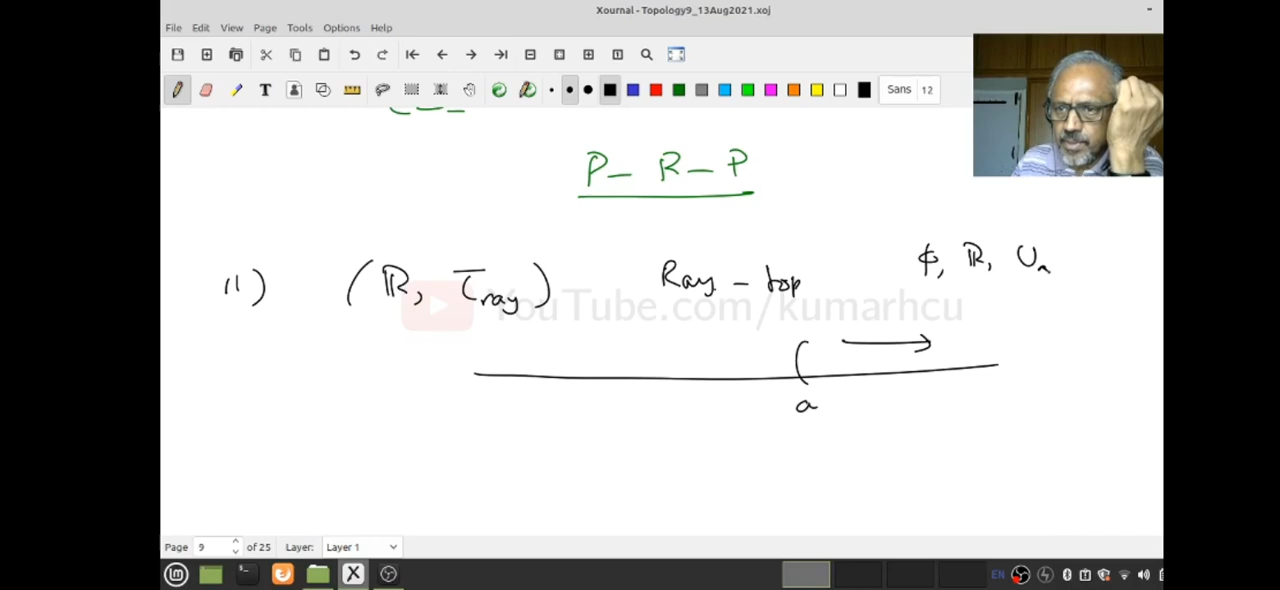 Xournal - Topology9_13Aug2021.xoj
File Edit View Page Tools Options Help
T Sans 12
P - R - P
11) (ℝ, τ_ray) Ray - top φ, ℝ, U_a
YouTube.com/kumarhcu
(
a
Page 9 of 25 Layer: Layer 1
$_ X EN